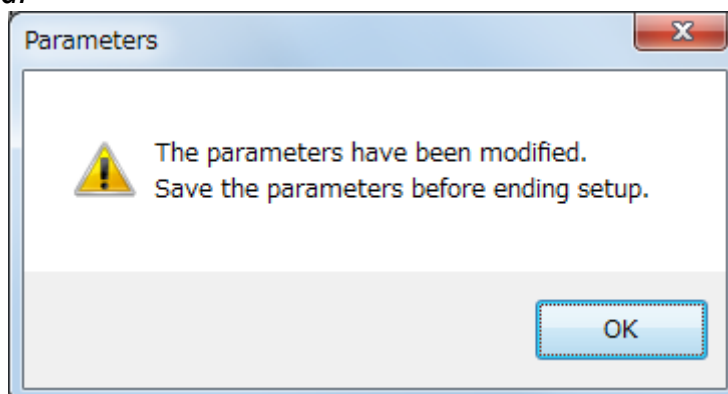 Parameters
The parameters have been modified.
Save the parameters before ending setup.
OK